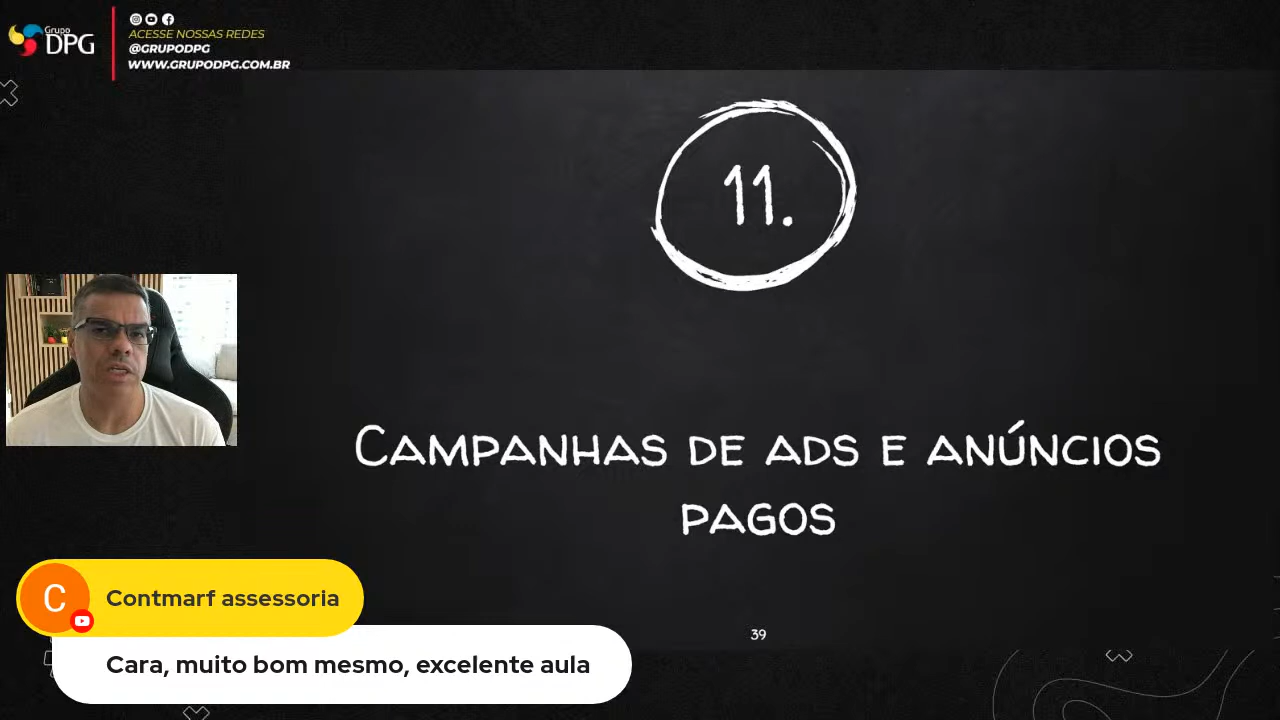 Grupo
DPG
ACESSE NOSSAS REDES
@GRUPODPG
WWW.GRUPODPG.COM.BR
11.
CAMPANHAS DE ADS E ANÚNCIOS
PAGOS
39
C
Contmarf assessoria
Cara, muito bom mesmo, excelente aula